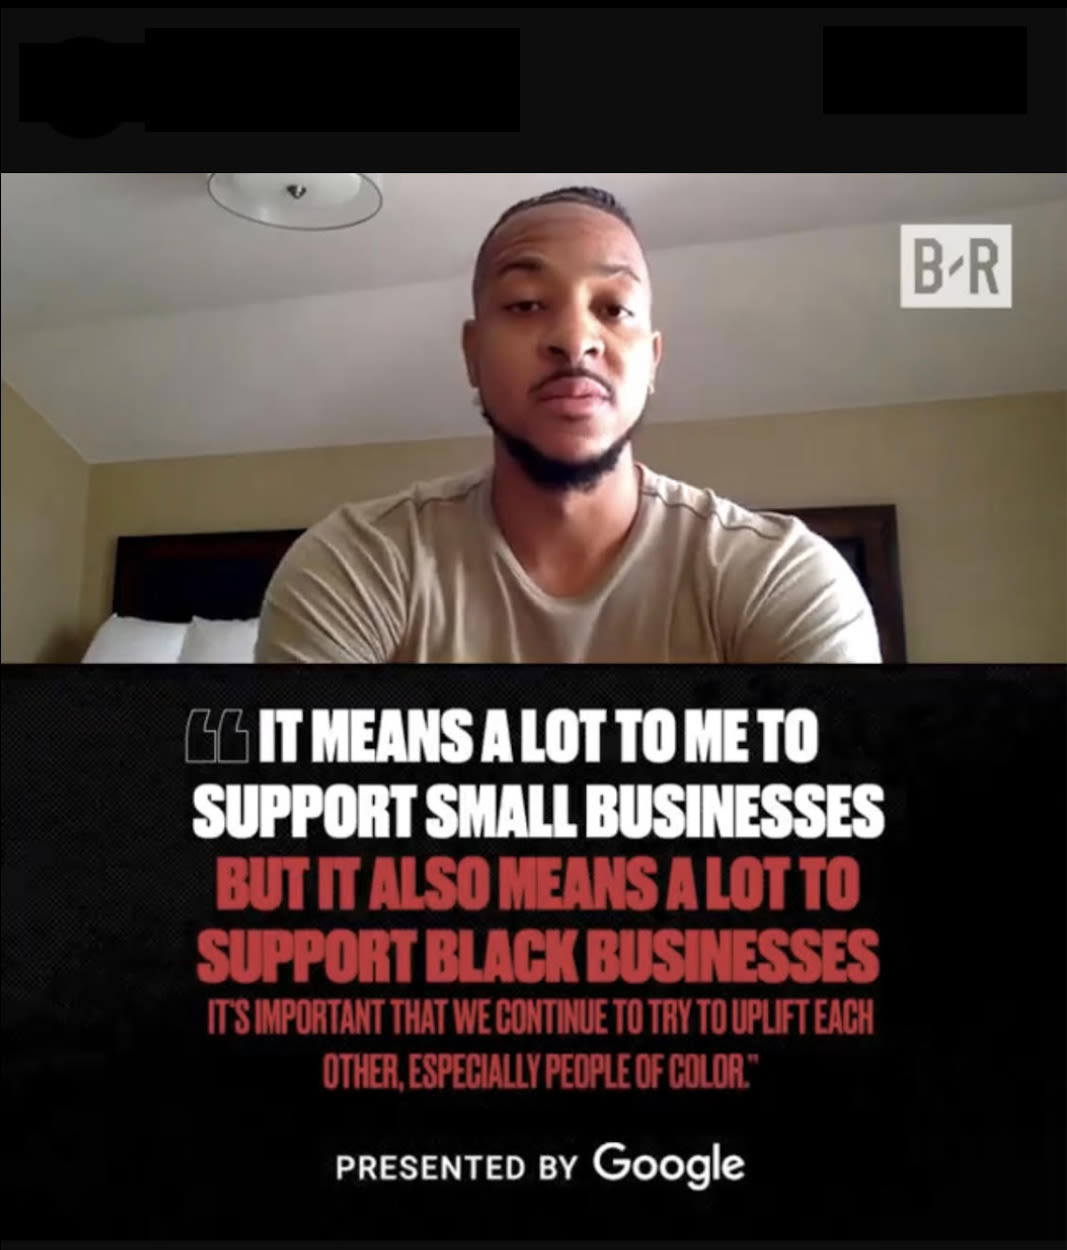 B-R
“IT MEANS A LOT TO ME TO
SUPPORT SMALL BUSINESSES
BUT IT ALSO MEANS A LOT TO
SUPPORT BLACK BUSINESSES
IT'S IMPORTANT THAT WE CONTINUE TO TRY TO UPLIFT EACH
OTHER, ESPECIALLY PEOPLE OF COLOR."
PRESENTED BY Google